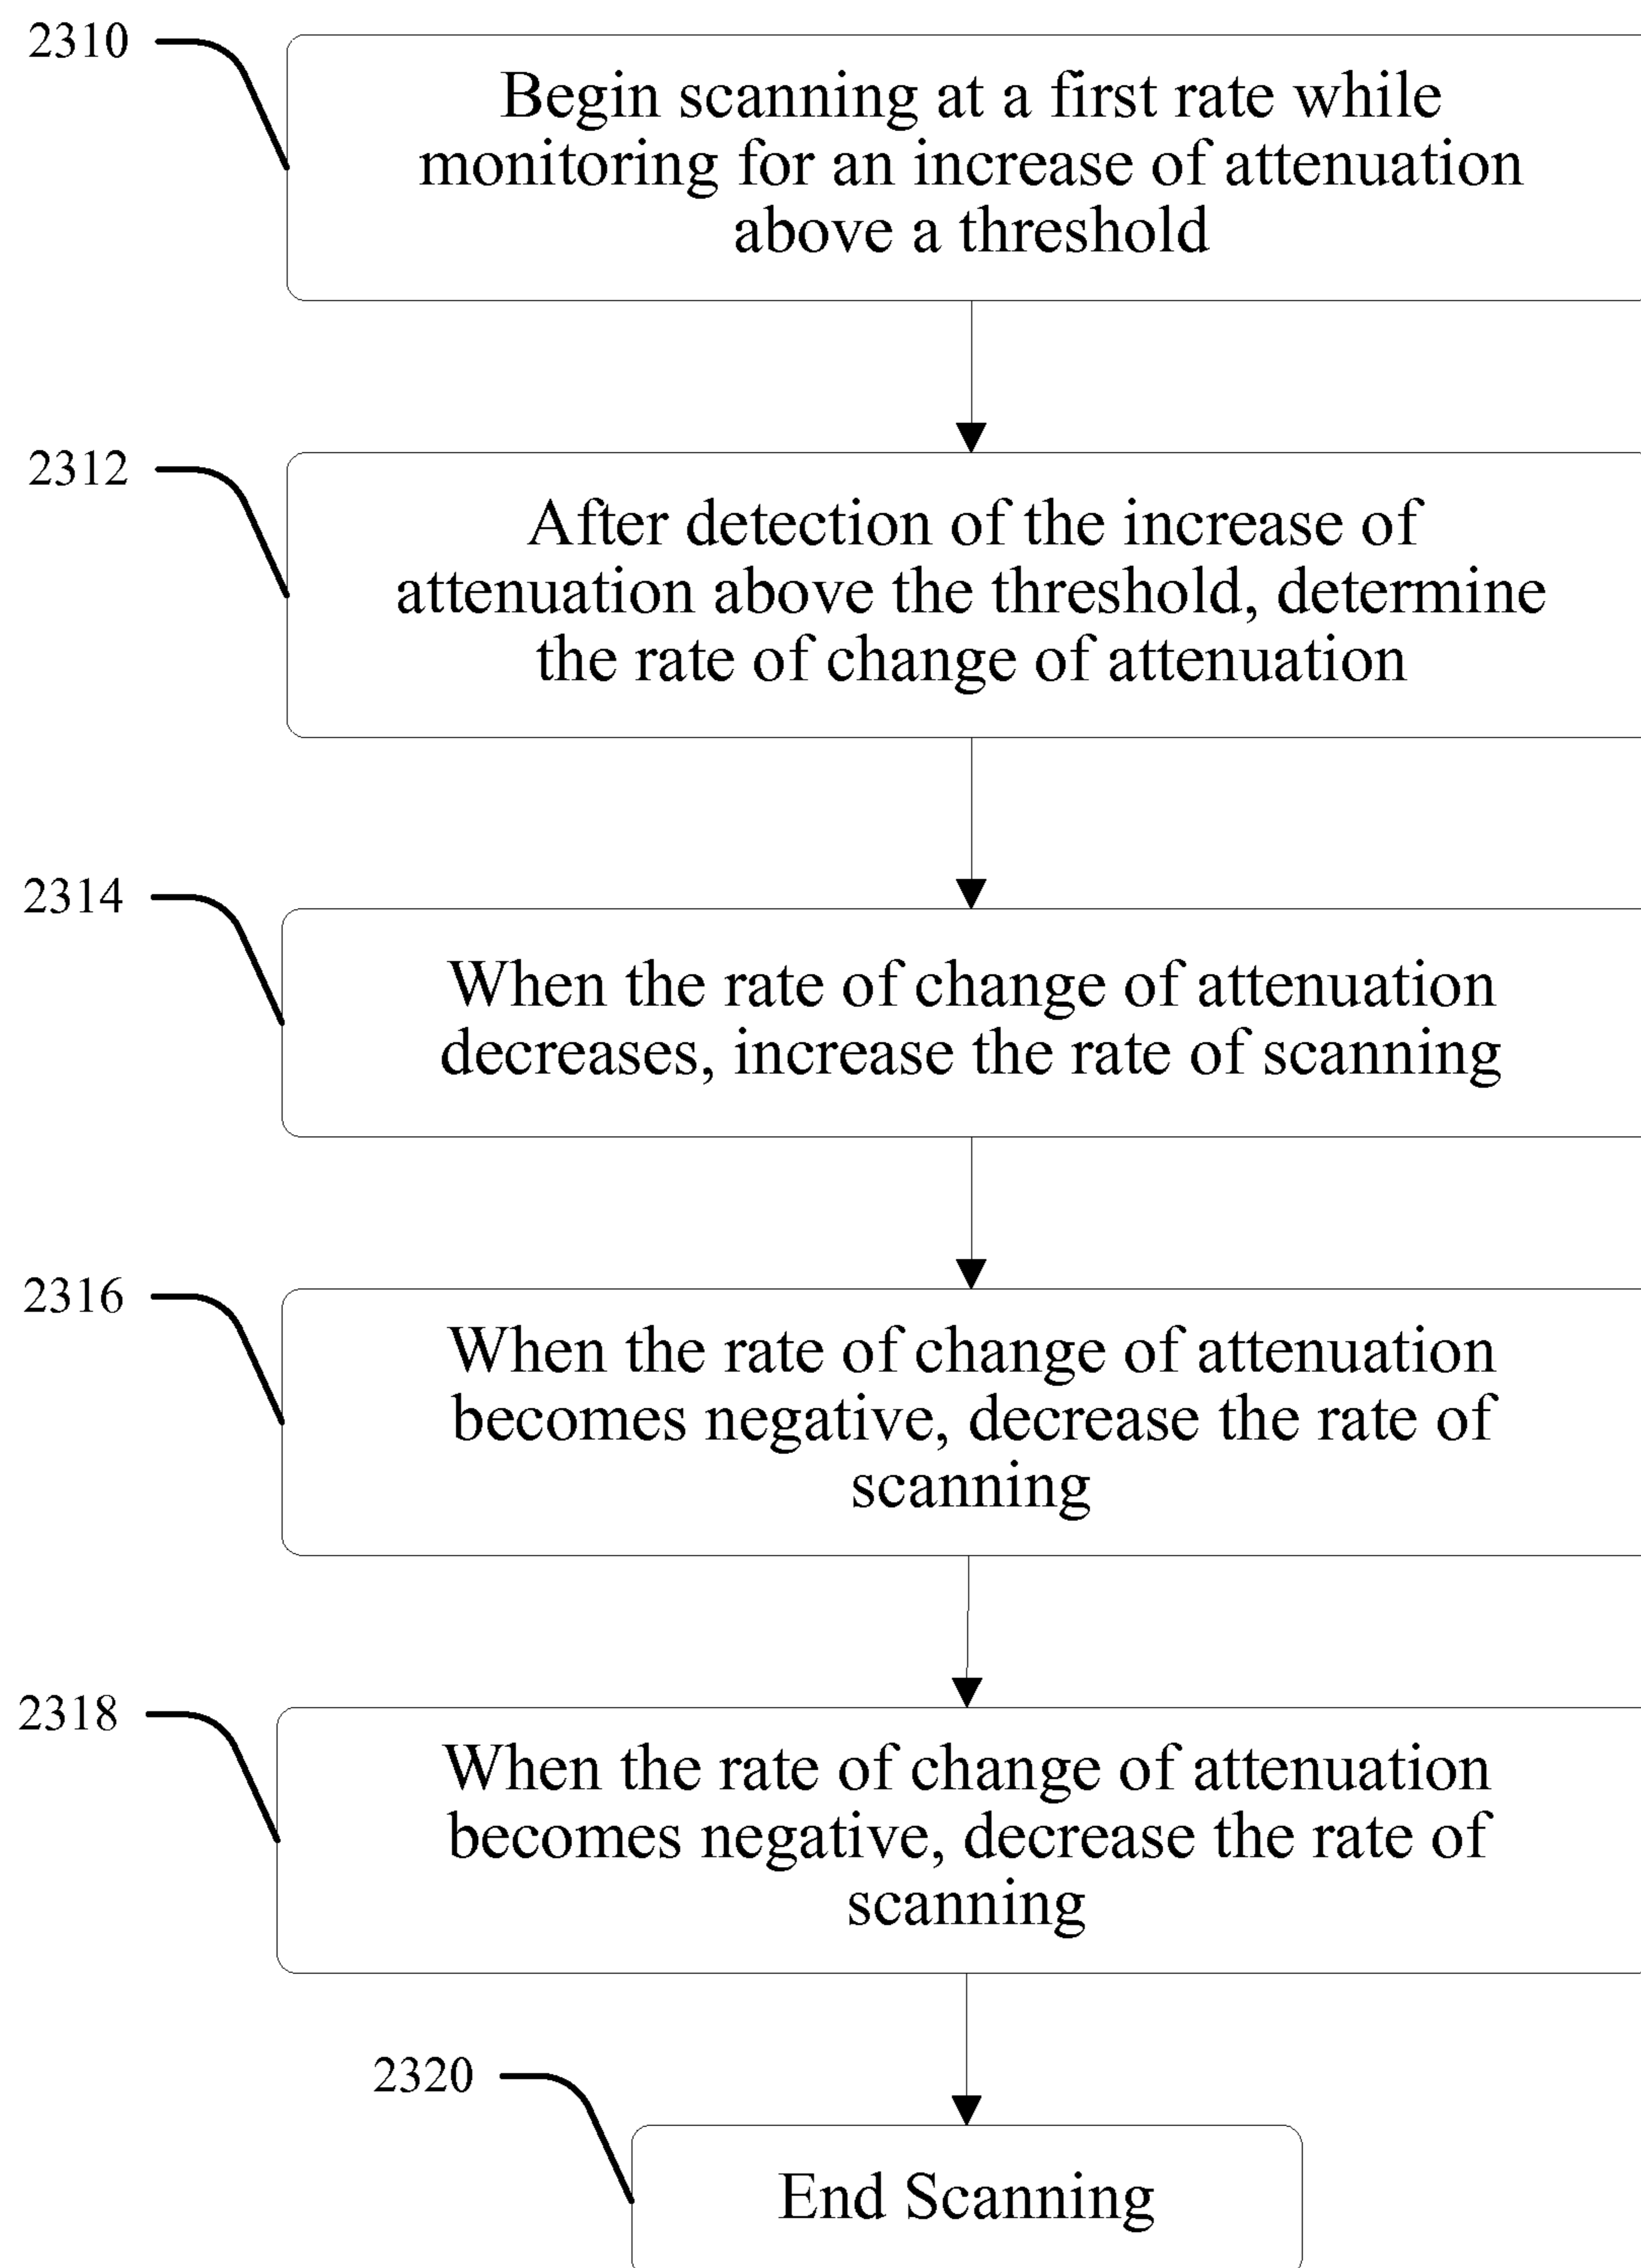 2310
Begin scanning at a first rate while
monitoring for an increase of attenuation
above a threshold
2312
After detection of the increase of
attenuation above the threshold, determine
the rate of change of attenuation
2314
When the rate of change of attenuation
decreases, increase the rate of scanning
2316
When the rate of change of attenuation
becomes negative, decrease the rate of
scanning
2318
When the rate of change of attenuation
becomes negative, decrease the rate of
scanning
2320
End Scanning